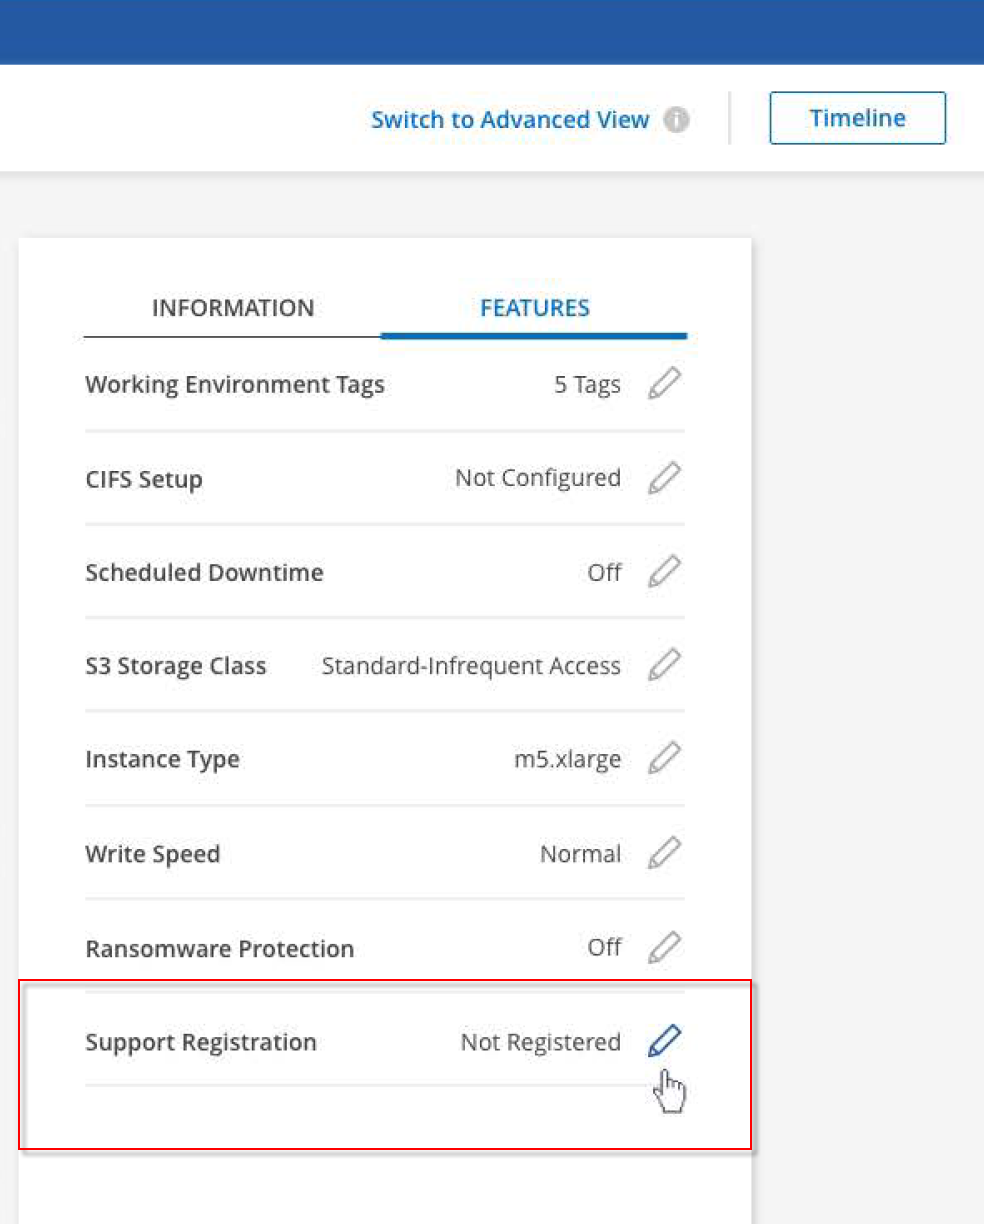 Switch to Advanced View i
Timeline
INFORMATION FEATURES
Working Environment Tags 5 Tags
CIFS Setup Not Configured
Scheduled Downtime Off
S3 Storage Class Standard-Infrequent Access
Instance Type m5.xlarge
Write Speed Normal
Ransomware Protection Off
Support Registration Not Registered